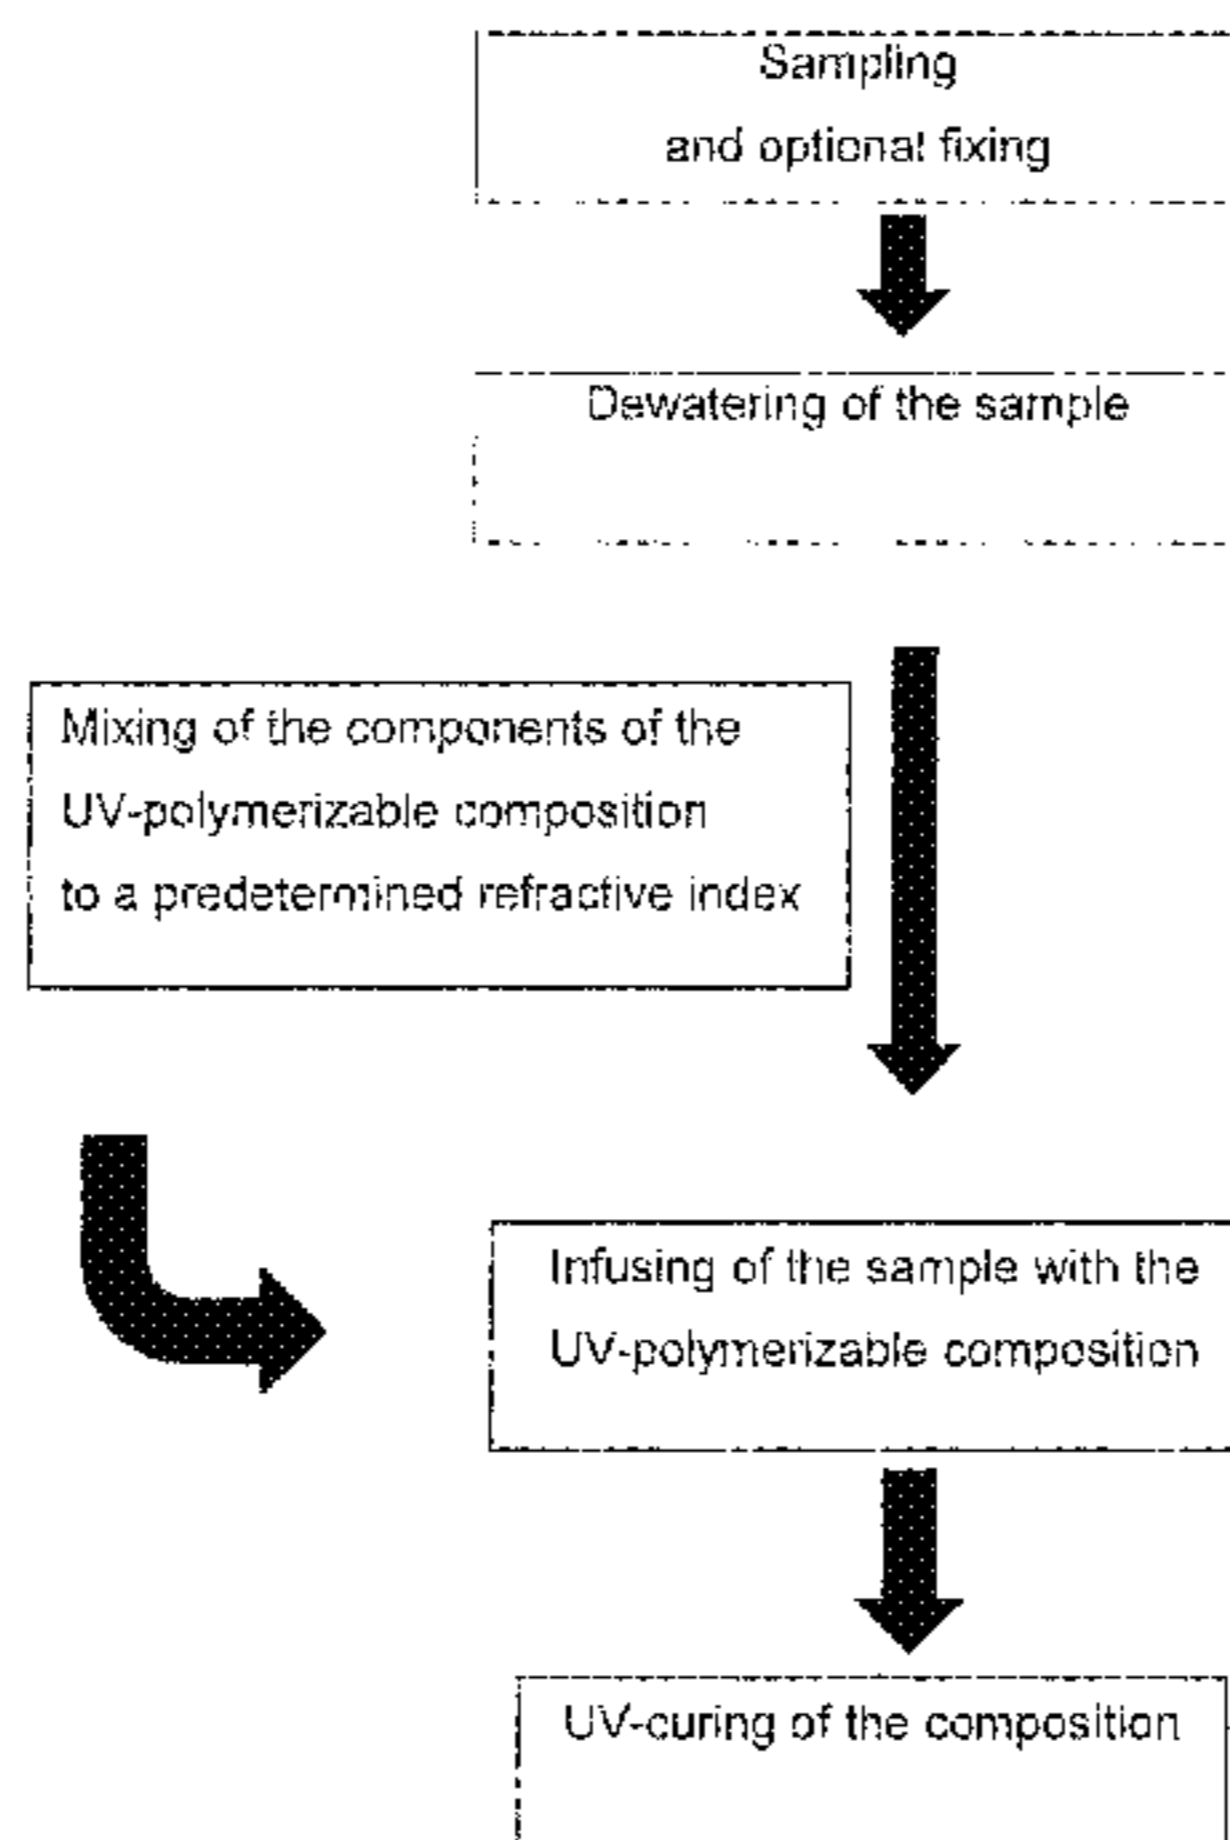 Sampling
and optional fixing
Dewatering of the sample
Mixing of the components of the
UV-polymerizable composition
to a predetermined refractive index
Infusing of the sample with the
UV-polymerizable composition
UV-curing of the composition